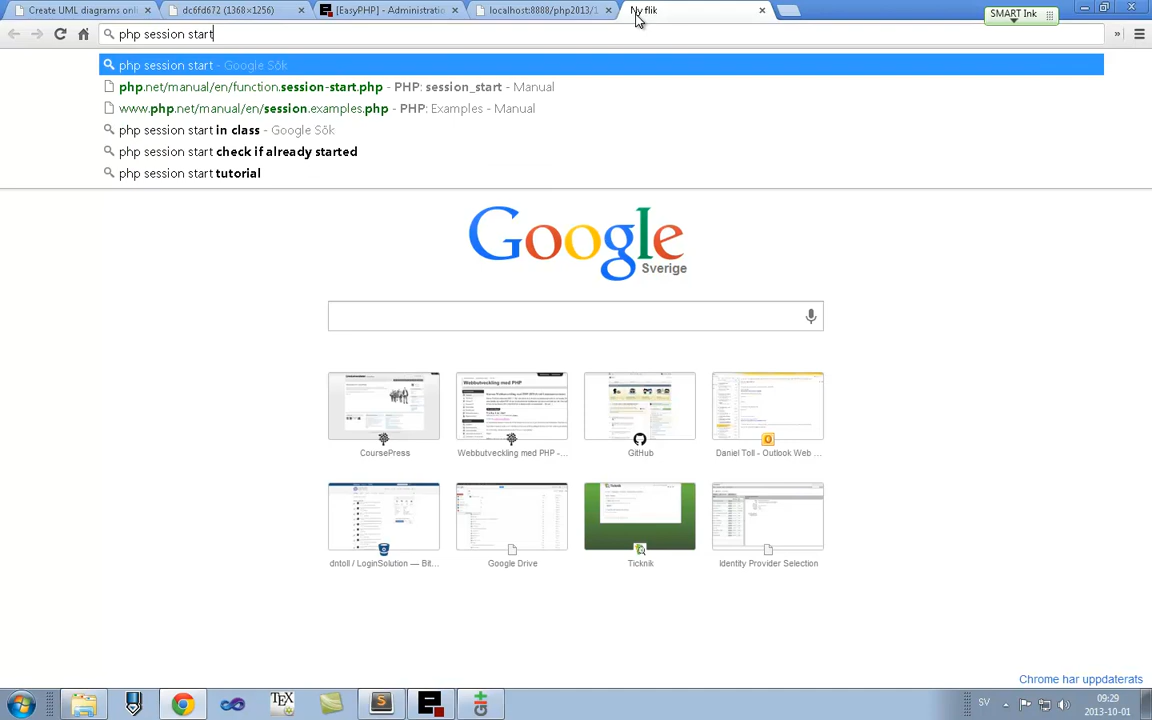 Create UML diagrams onli
dc6fd672 (1368×1256)
[EasyPHP] - Administratio
localhost:8888/php2013/1
Ny flik
SMART Ink
php session start
php session start - Google Sök
php.net/manual/en/function.session-start.php - PHP: session_start - Manual
www.php.net/manual/en/session.examples.php - PHP: Examples - Manual
php session start in class - Google Sök
php session start check if already started
php session start tutorial
Google
Sverige
CoursePress
Webbutveckling med PHP -...
GitHub
Daniel Toll - Outlook Web ...
dntoll / LoginSolution — Bit...
Google Drive
Ticknik
Identity Provider Selection
Chrome har uppdaterats
SV
09:29
2013-10-01